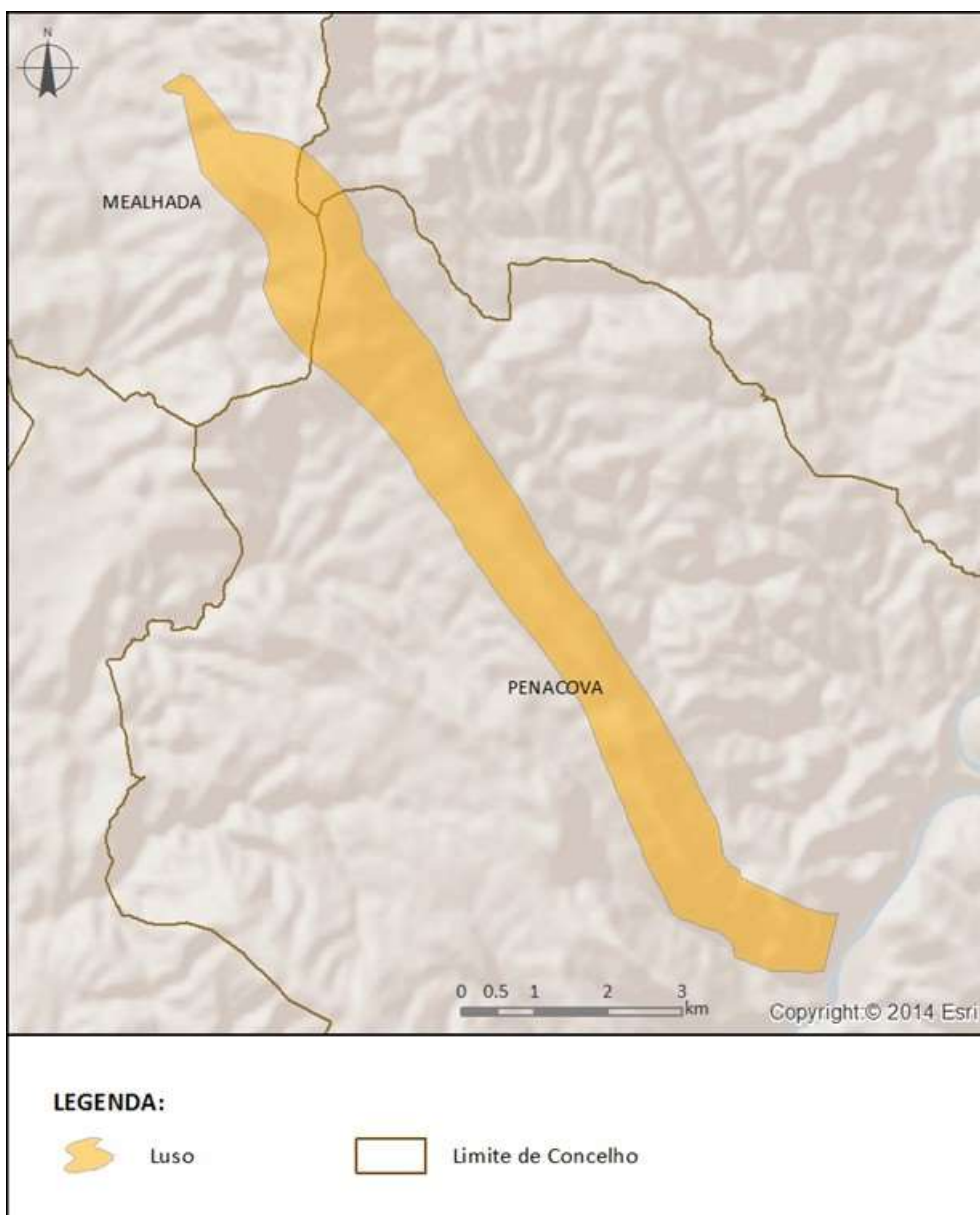 N
MEALHADA
PENACOVA
0 0.5 1 2 3
km
Copyright:© 2014 Esri
LEGENDA:
Luso
Limite de Concelho